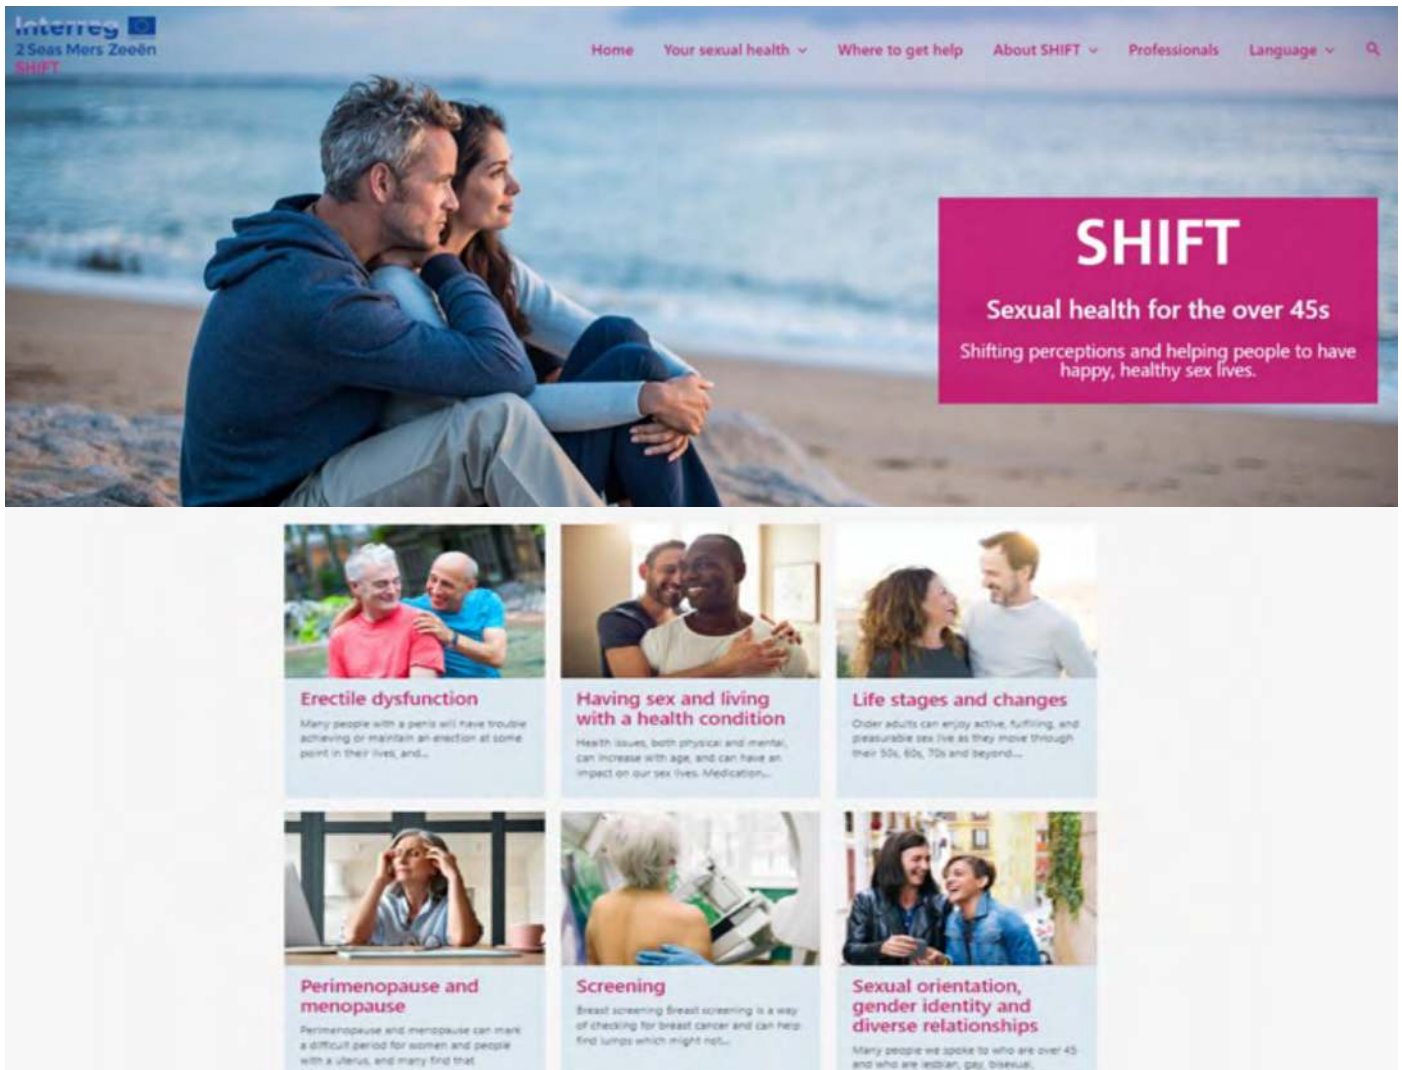 Interreg
2 Seas Mers Zeeën
SHIFT
Home Your sexual health Where to get help About SHIFT Professionals Language
SHIFT
Sexual health for the over 45s
Shifting perceptions and helping people to have
happy, healthy sex lives.
Erectile dysfunction
Many people with a penis will have trouble
achieving or maintain an erection at some
point in their lives, and...
Having sex and living
with a health condition
Health issues, both physical and mental,
can increase with age, and can have an
impact on our sex lives. Medication...
Life stages and changes
Older adults can enjoy active, fulfilling, and
pleasurable sex live as they move through
their 50s, 60s, 70s and beyond....
Perimenopause and
menopause
Perimenopause and menopause can mark
a difficult period for women and people
with a uterus, and many find that
Screening
Breast screening Breast screening is a way
of checking for breast cancer and can help
find lumps which might not...
Sexual orientation,
gender identity and
diverse relationships
Many people we spoke to who are over 45
and who are lesbian, gay, bisexual,